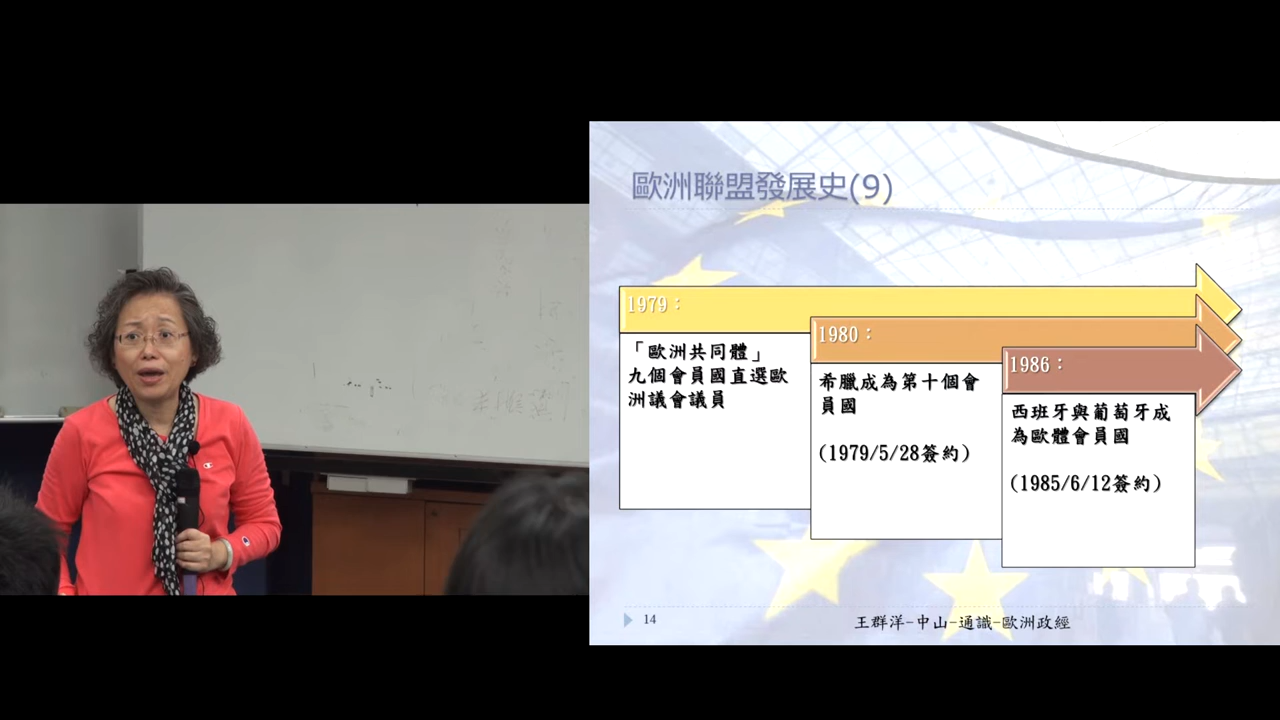 歐洲聯盟發展史(9)
1979：
「歐洲共同體」
九個會員國直選歐
洲議會議員
1980：
希臘成為第十個會
員國
(1979/5/28簽約)
1986：
西班牙與葡萄牙成
為歐體會員國
(1985/6/12簽約)
14
王群洋-中山-通識-歐洲政經